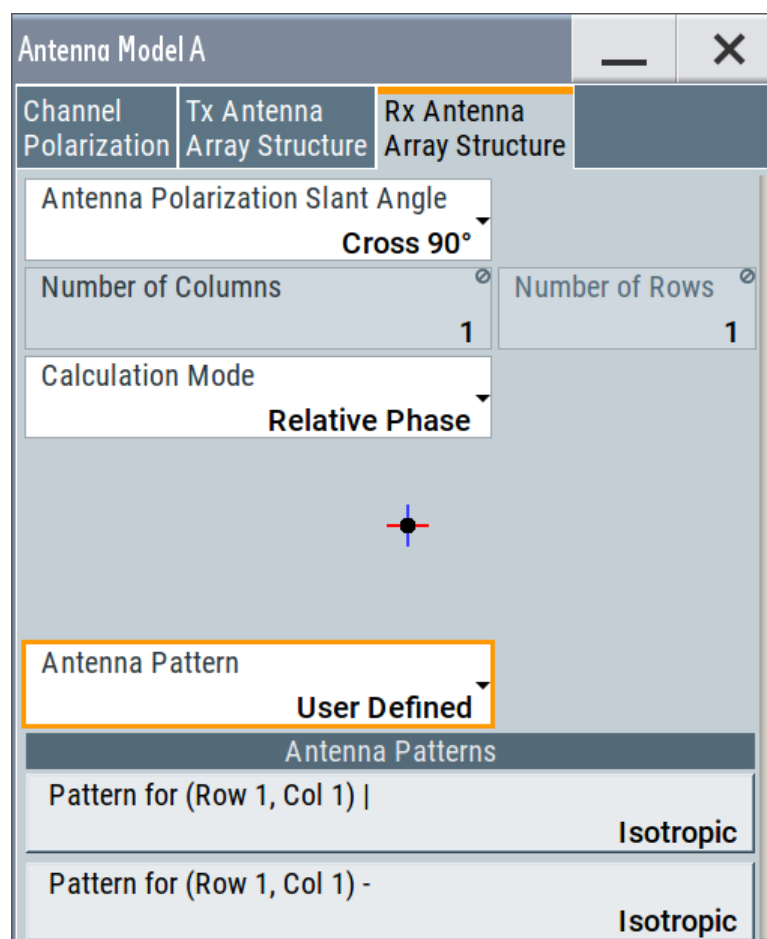 Antenna Model A
Channel Polarization
Tx Antenna Array Structure
Rx Antenna Array Structure
Antenna Polarization Slant Angle
Cross 90°
Number of Columns
1
Number of Rows
1
Calculation Mode
Relative Phase
Antenna Pattern
User Defined
Antenna Patterns
Pattern for (Row 1, Col 1) |
Isotropic
Pattern for (Row 1, Col 1) -
Isotropic